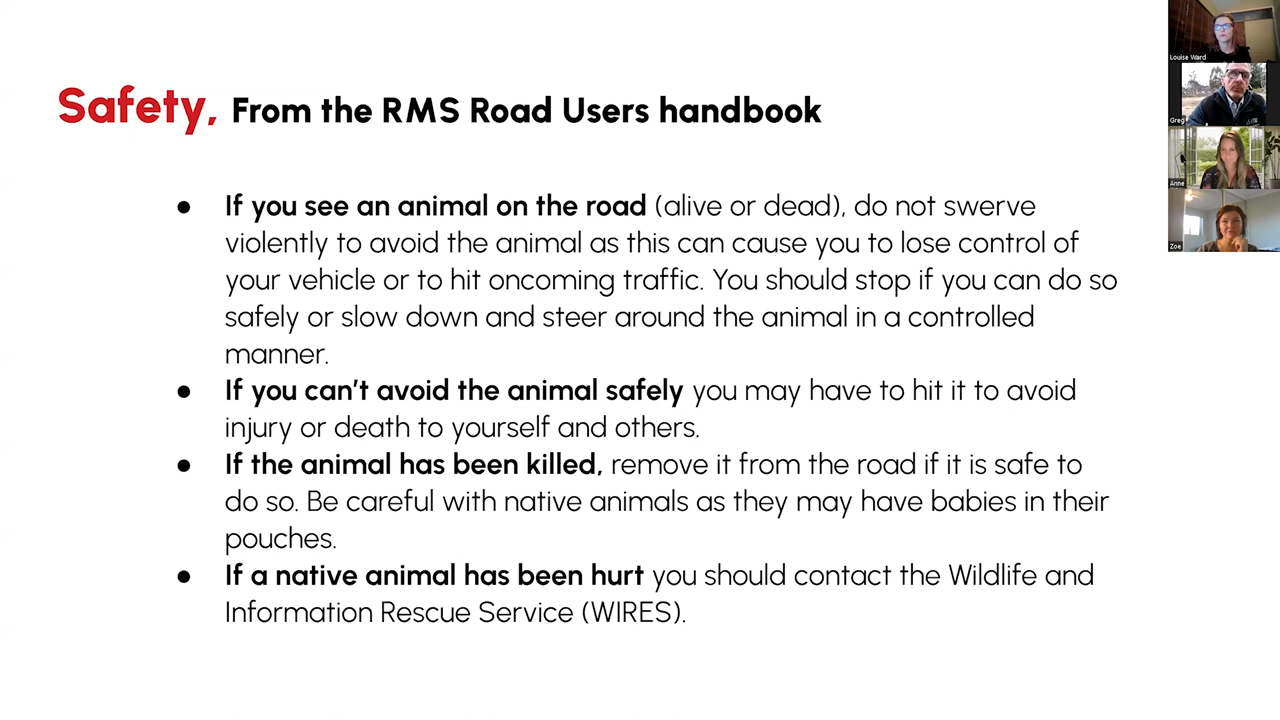 Safety, From the RMS Road Users handbook
● If you see an animal on the road (alive or dead), do not swerve
violently to avoid the animal as this can cause you to lose control of
your vehicle or to hit oncoming traffic. You should stop if you can do so
safely or slow down and steer around the animal in a controlled
manner.
● If you can’t avoid the animal safely you may have to hit it to avoid
injury or death to yourself and others.
● If the animal has been killed, remove it from the road if it is safe to
do so. Be careful with native animals as they may have babies in their
pouches.
● If a native animal has been hurt you should contact the Wildlife and
Information Rescue Service (WIRES).
Louise Ward
Greg
Anne
Zoe